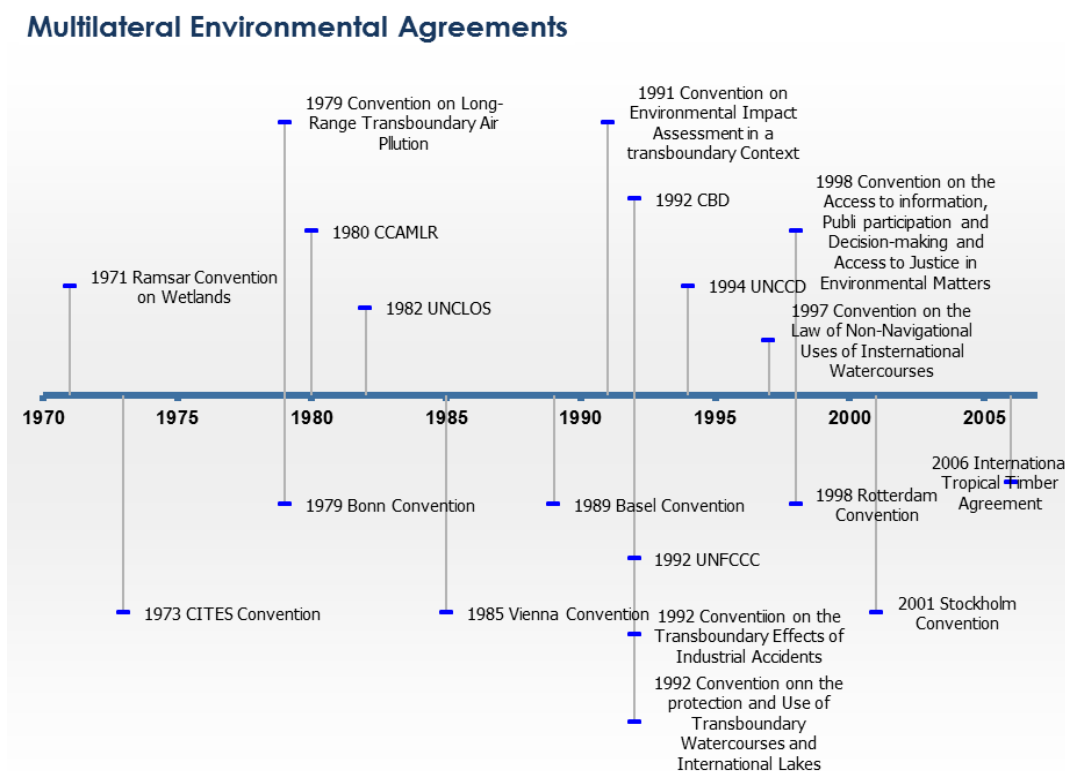 Multilateral Environmental Agreements
1979 Convention on Long-
Range Transboundary Air
Pllution
1991 Convention on
Environmental Impact
Assessment in a
transboundary Context
1992 CBD
1998 Convention on the
Access to information,
Publi participation and
Decision-making and
Access to Justice in
Environmental Matters
1980 CCAMLR
1971 Ramsar Convention
on Wetlands
1982 UNCLOS
1994 UNCCD
1997 Convention on the
Law of Non-Navigational
Uses of Insternational
Watercourses
1970 1975 1980 1985 1990 1995 2000 2005
2006 Internationa
Tropical Timber
Agreement
1979 Bonn Convention
1989 Basel Convention
1998 Rotterdam
Convention
1992 UNFCCC
1973 CITES Convention
1985 Vienna Convention
1992 Conventiion on the
Transboundary Effects of
Industrial Accidents
2001 Stockholm
Convention
1992 Convention onn the
protection and Use of
Transboundary
Watercourses and
International Lakes